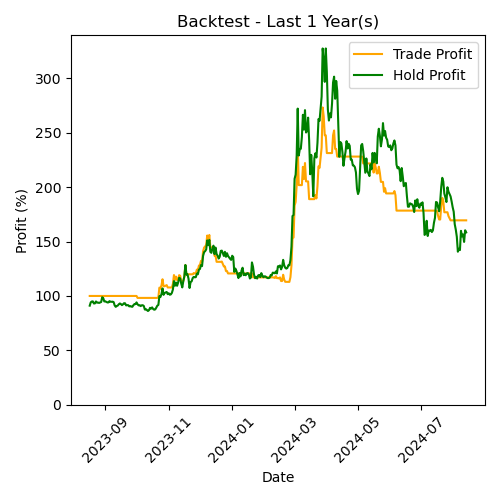 Backtest - Last 1 Year(s)
Trade Profit
Hold Profit
Profit (%)
300
250
200
150
100
50
0
2023-09
2023-11
2024-01
2024-03
2024-05
2024-07
Date